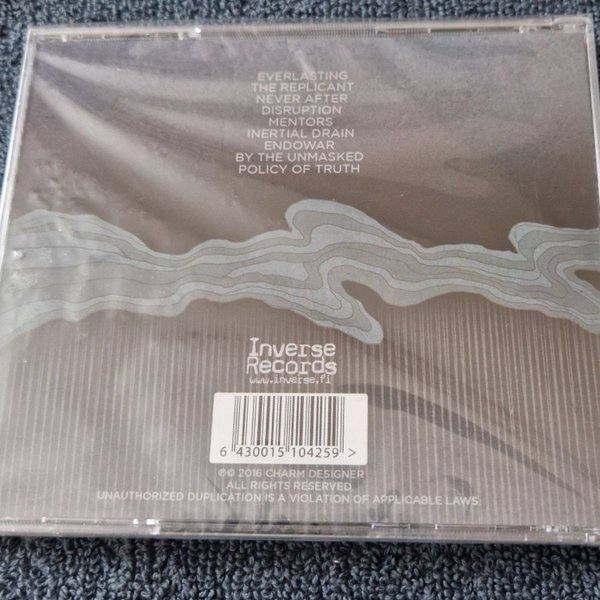 EVERLASTING
THE REPLICANT
NEVER AFTER
DISRUPTION
MENTORS
INERTIAL DRAIN
ENDOWAR
BY THE UNMASKED
POLICY OF TRUTH
Inverse
Records
www.inverse.fi
6 430015 104259 >
℗© 2016 CHARM DESIGNER
ALL RIGHTS RESERVED.
UNAUTHORIZED DUPLICATION IS A VIOLATION OF APPLICABLE LAWS.